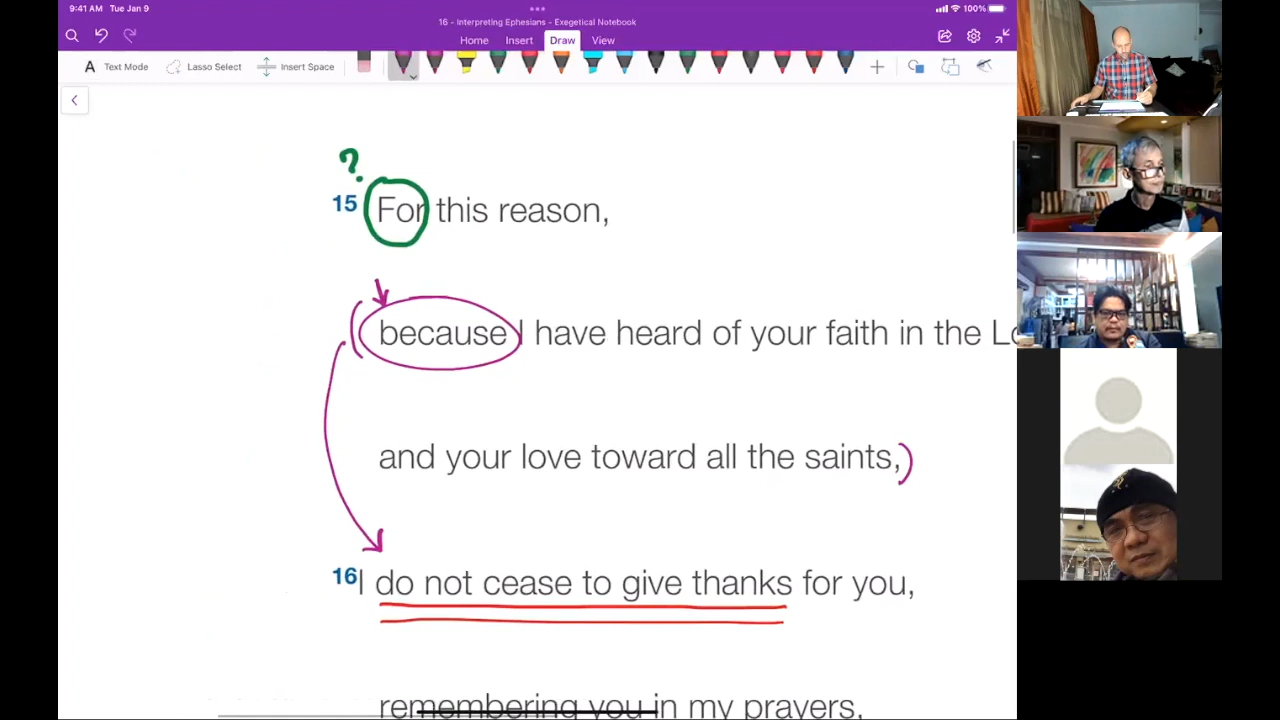 9:41 AM Tue Jan 9
100%
16 - Interpreting Ephesians - Exegetical Notebook
Home Insert Draw View
A Text Mode Lasso Select Insert Space
?
15 For this reason,
because I have heard of your faith in the Lo
and your love toward all the saints,)
16 I do not cease to give thanks for you,
remembering you in my prayers,